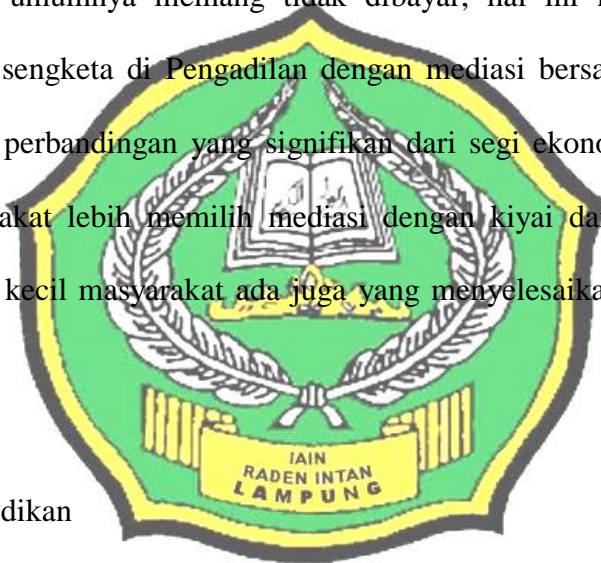 umumnya memang tidak dibayar, hal ini
sengketa di Pengadilan dengan mediasi bersa
perbandingan yang signifikan dari segi ekono
akat lebih memilih mediasi dengan kiyai da
kecil masyarakat ada juga yang menyelesaika
IAIN
RADEN INTAN
LAMPUNG
dikan